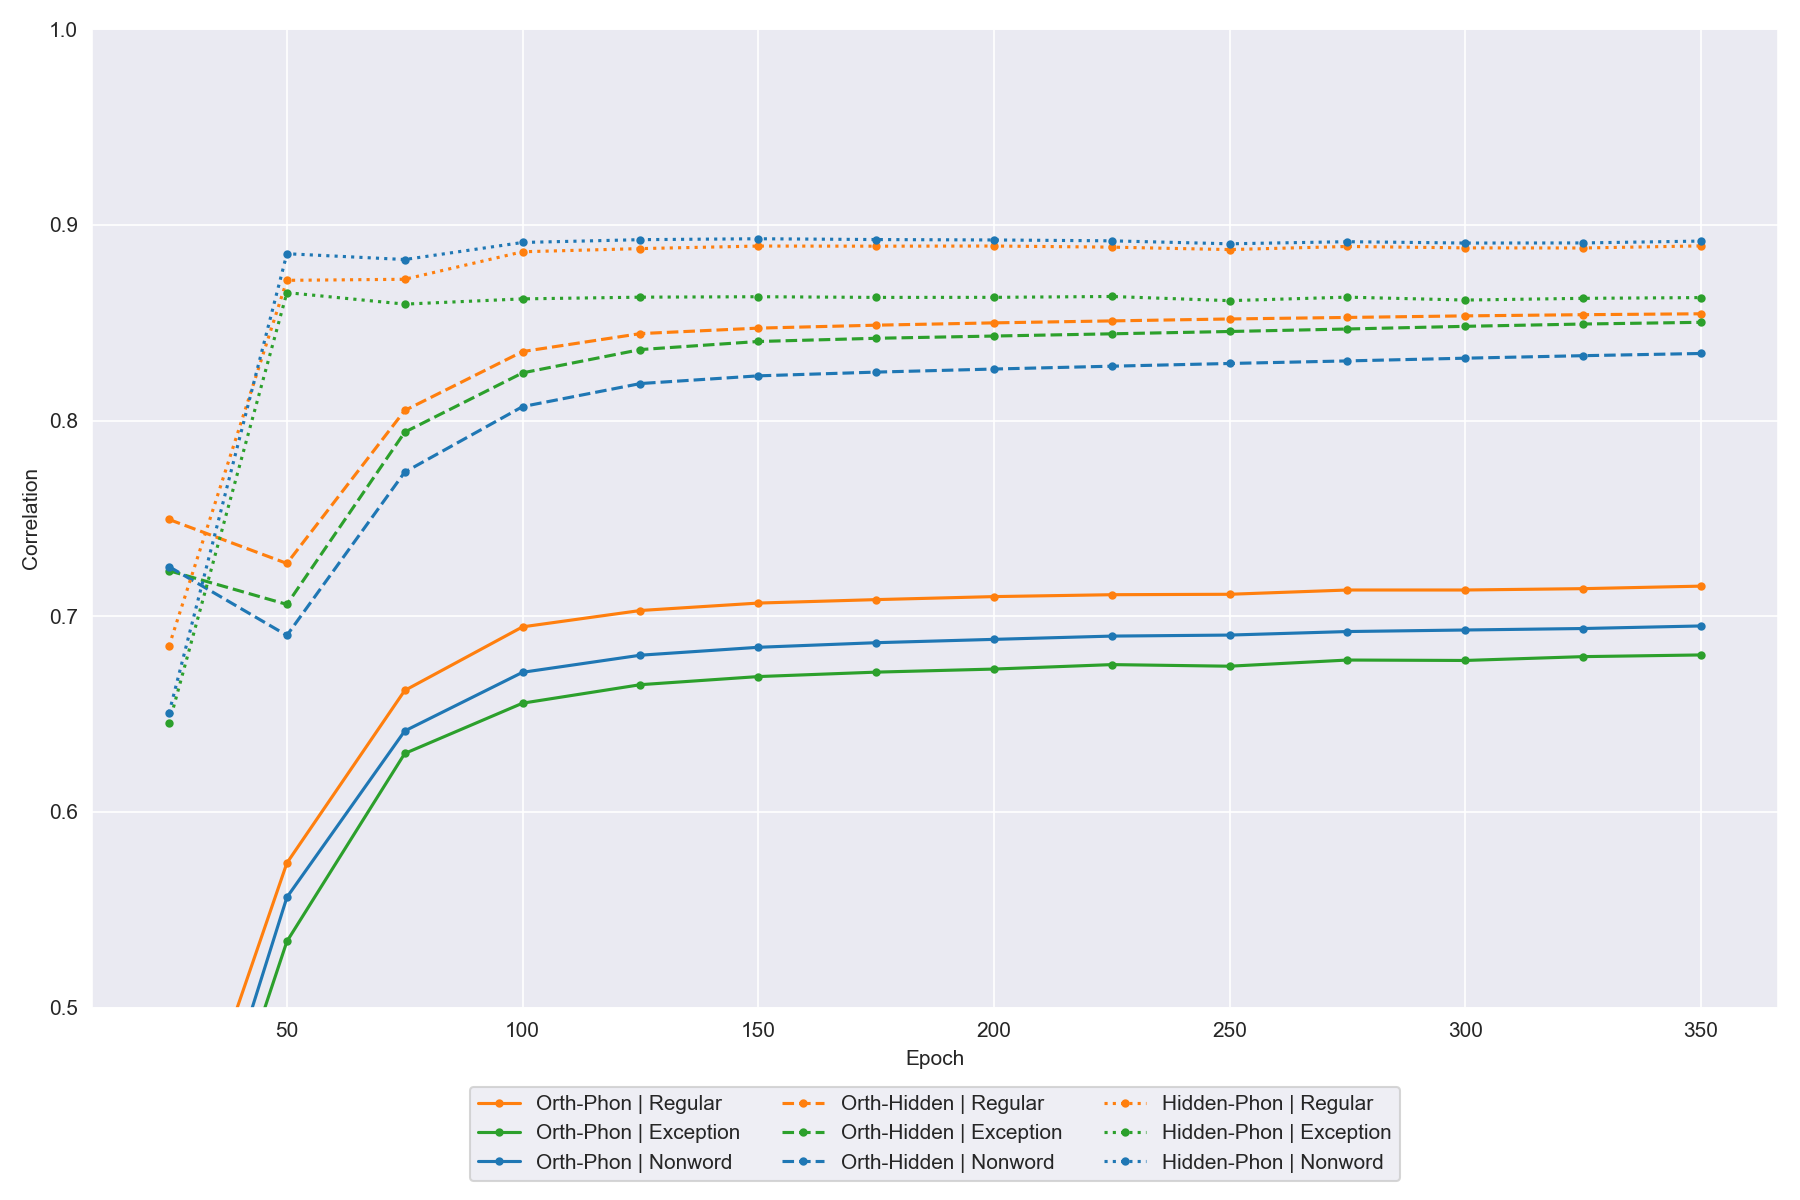 1.0
0.9
0.8
0.7
0.6
0.5
Correlation
50 100 150 200 250 300 350
Epoch
Orth-Phon | Regular Orth-Hidden | Regular Hidden-Phon | Regular
Orth-Phon | Exception Orth-Hidden | Exception Hidden-Phon | Exception
Orth-Phon | Nonword Orth-Hidden | Nonword Hidden-Phon | Nonword